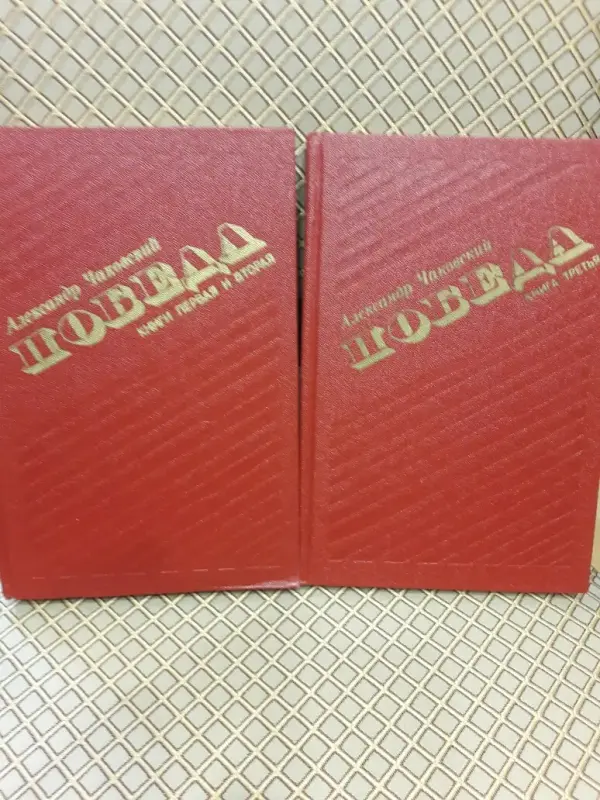 Александр Чаковский
ПОБЕДА
КНИГИ ПЕРВАЯ И ВТОРАЯ
Александр Чаковский
ПОБЕДА
КНИГА ТРЕТЬЯ